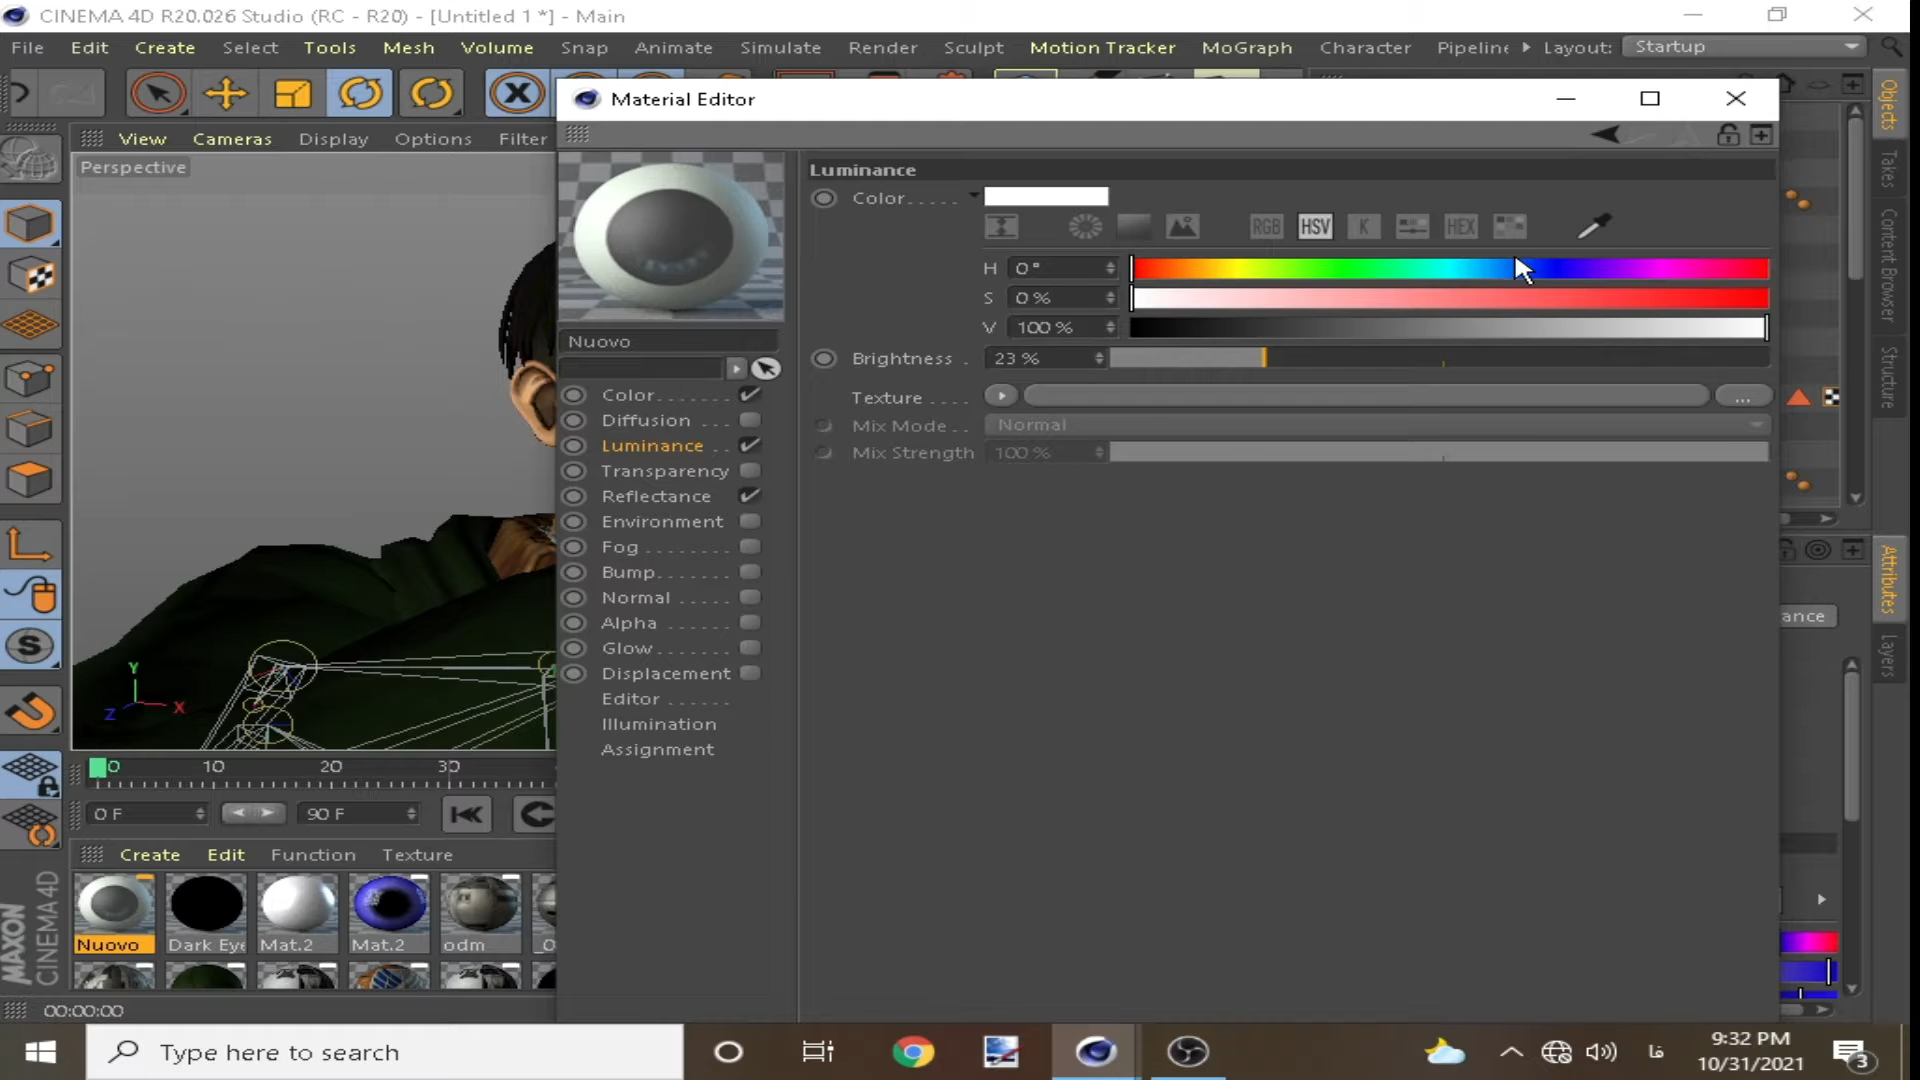 CINEMA 4D R20.026 Studio (RC - R20) - [Untitled 1 *] - Main
File Edit Create Select Tools Mesh Volume Snap Animate Simulate Render Sculpt Motion Tracker MoGraph Character Pipeline Layout: Startup
Material Editor
View Cameras Display Options Filter
Perspective
Luminance
Color
RGB HSV K HEX
H 0 °
S 0 %
V 100 %
Brightness 23 %
Texture ...
Mix Mode Normal
Mix Strength 100 %
Nuovo
Color
Diffusion
Luminance
Transparency
Reflectance
Environment
Fog
Bump
Normal
Alpha
Glow
Displacement
Editor
Illumination
Assignment
Objects
Takes
Content Browser
Structure
Attributes
Layers
ance
Y
Z X
0 10 20 30
0 F 90 F
Create Edit Function Texture
Nuovo Dark Eye Mat.2 Mat.2 odm
MAXON
CINEMA 4D
00:00:00
Type here to search
9:32 PM
10/31/2021
فا
3